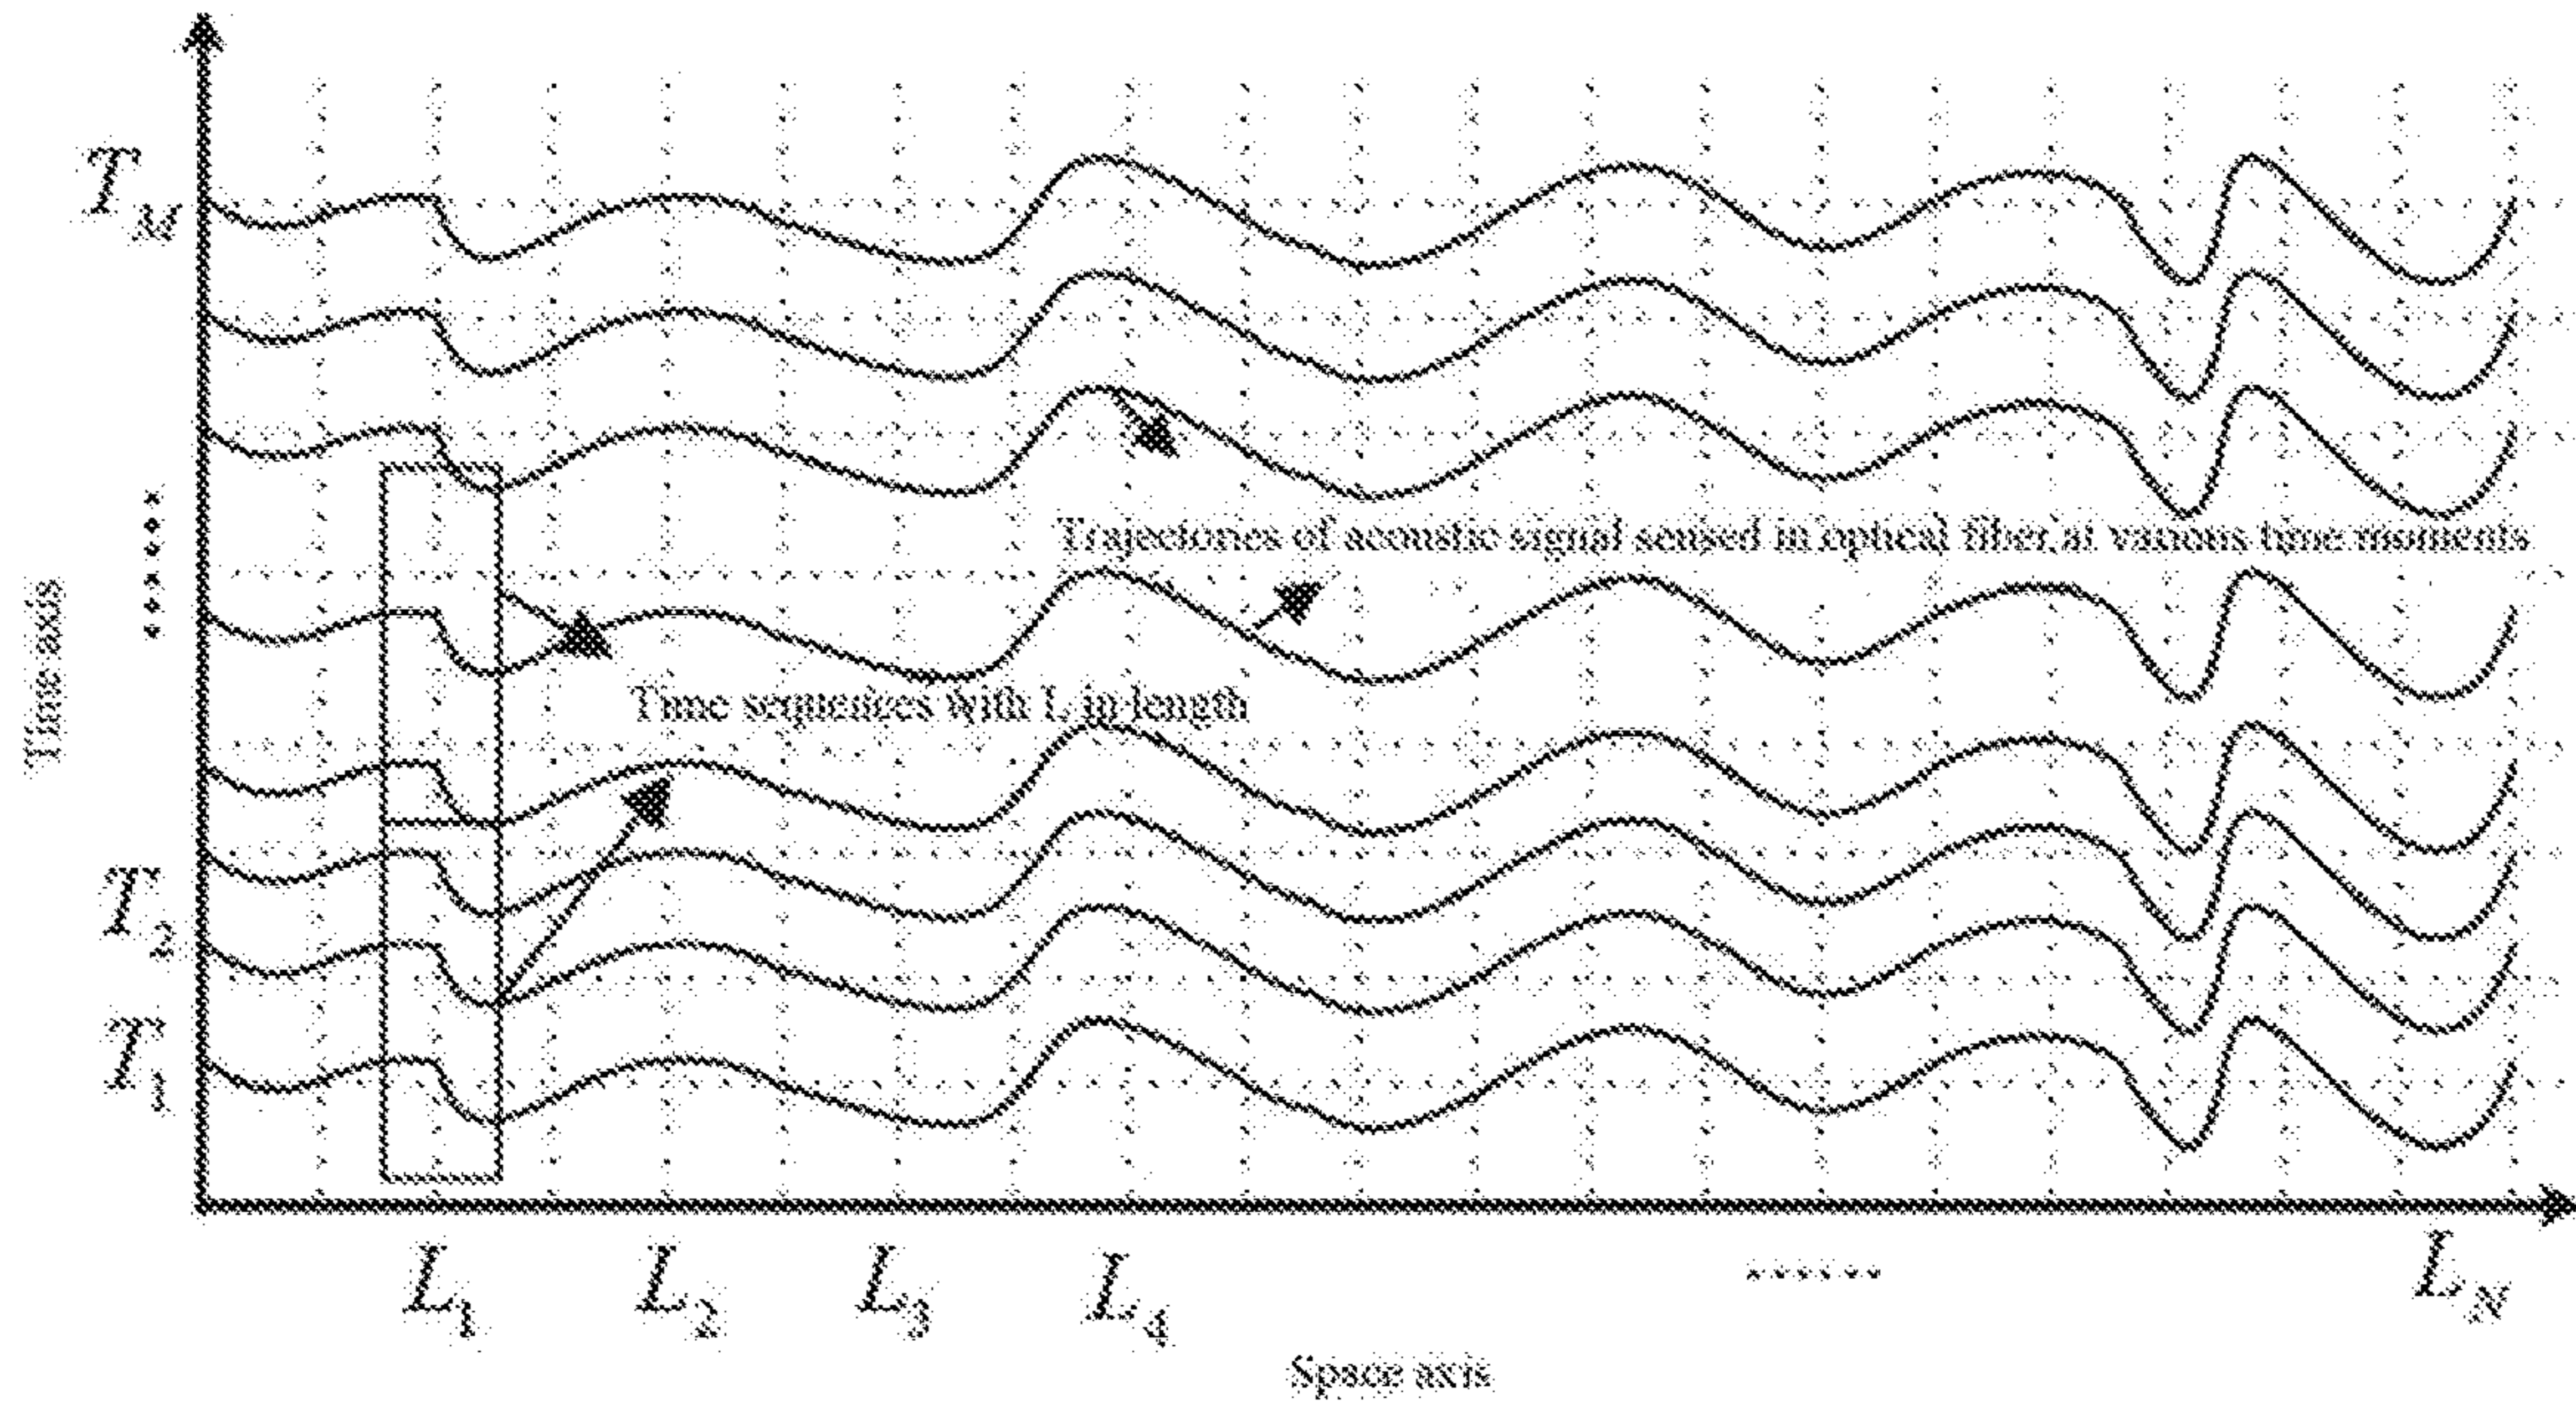 T_M
Trajectories of acoustic signal sensed in optical fiber at various time moments
Time axis
Time sequences with L in length
T_2
T_1
L_1 L_2 L_3 L_4 ...... L_N
Space axis